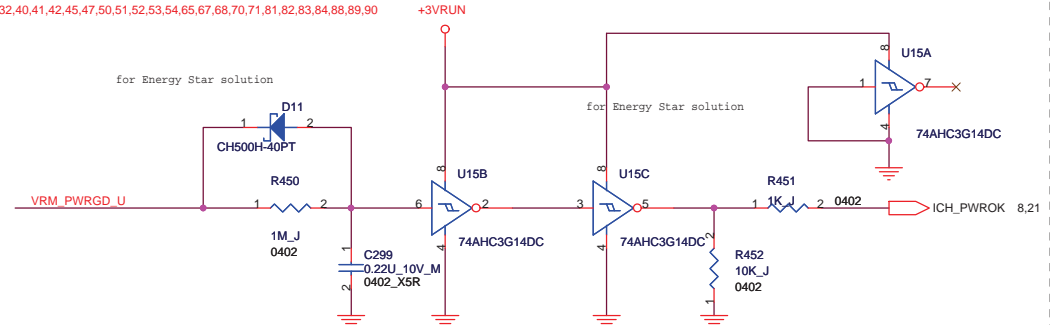 32,40,41,42,45,47,50,51,52,53,54,65,67,68,70,71,81,82,83,84,88,89,90
+3VRUN
for Energy Star solution
for Energy Star solution
U15A
8
1
7
4
74AHC3G14DC
D11
1
2
CH500H-40PT
VRM_PWRGD_U
R450
1
2
1M_J
0402
C299
1
0.22U_10V_M
0402_X5R
2
U15B
8
6
2
4
74AHC3G14DC
U15C
8
3
5
4
74AHC3G14DC
R451
1
1K_J
2
0402
ICH_PWROK
8,21
2
R452
10K_J
0402
1